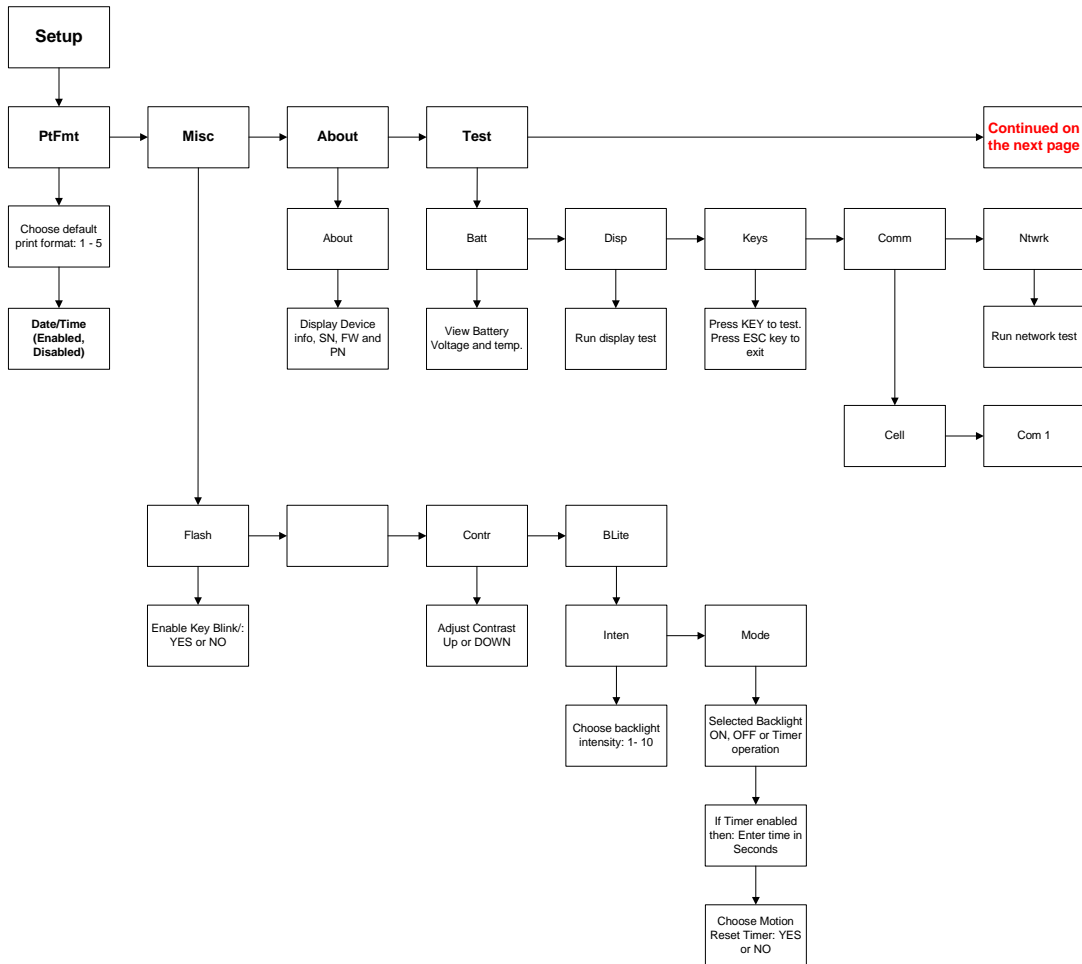 Setup
PtFmt
Misc
About
Test
Continued on
the next page
Choose default
print format: 1 - 5
About
Batt
Disp
Keys
Comm
Ntwrk
Date/Time
(Enabled,
Disabled)
Display Device
info, SN, FW and
PN
View Battery
Voltage and temp.
Run display test
Press KEY to test.
Press ESC key to
exit
Run network test
Cell
Com 1
Flash
Contr
BLite
Enable Key Blink/:
YES or NO
Adjust Contrast
Up or DOWN
Inten
Mode
Choose backlight
intensity: 1- 10
Selected Backlight
ON, OFF or Timer
operation
If Timer enabled
then: Enter time in
Seconds
Choose Motion
Reset Timer: YES
or NO